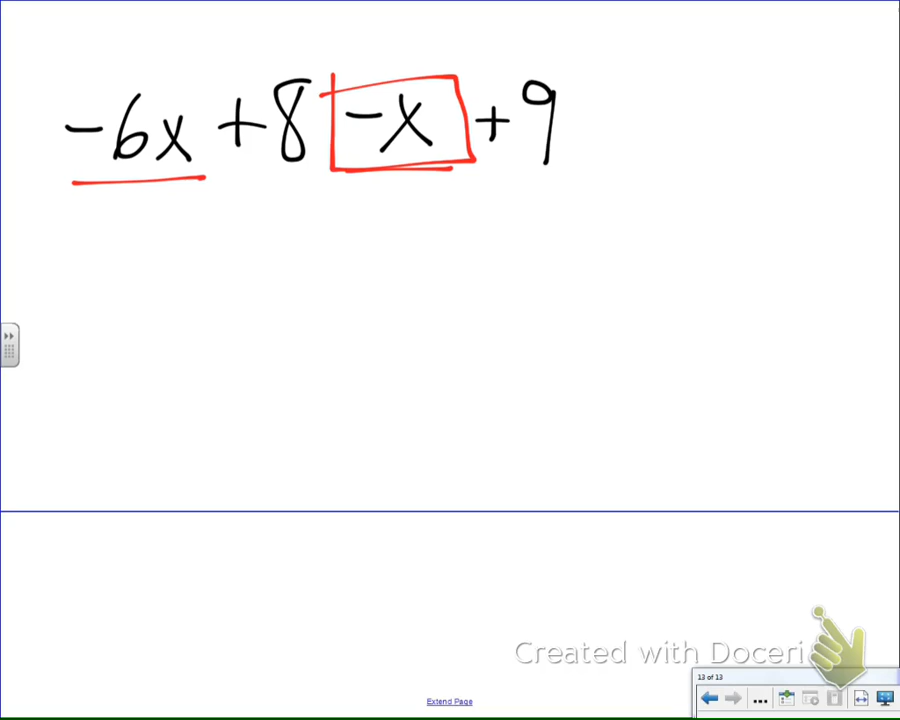 -6x +8 -x +9
Created with Doceri
13 of 13
Extend Page